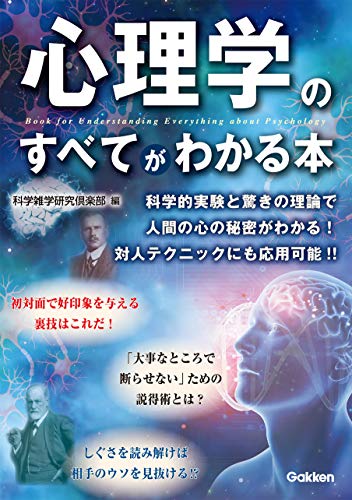 心理学の
Book for Understanding Everything about Psychology
すべてがわかる本
科学雑学研究倶楽部 編
科学的実験と驚きの理論で
人間の心の秘密がわかる！
対人テクニックにも応用可能!!
初対面で好印象を与える
裏技はこれだ！
「大事なところで
断らせない」ための
説得術とは？
しぐさを読み解けば
相手のウソを見抜ける!?
Gakken